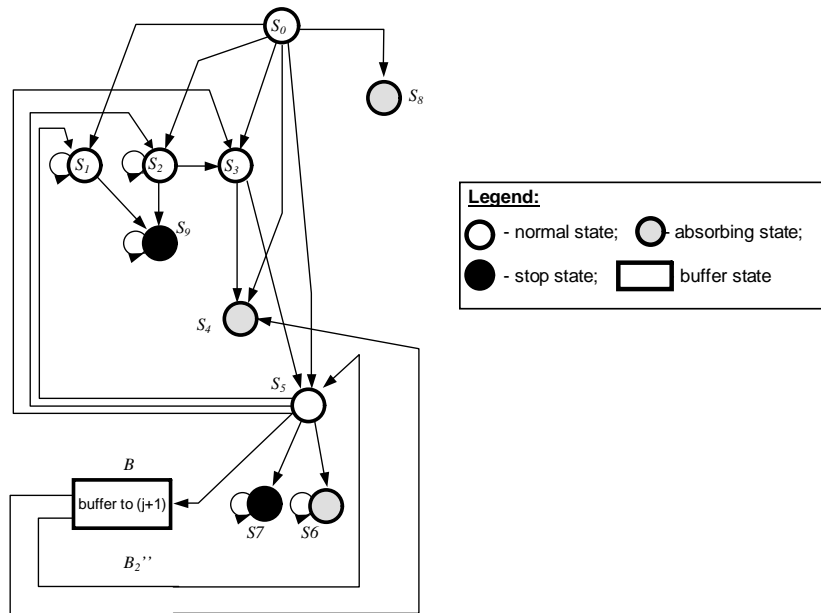 S0
S8
S1
S2
S3
S9
S4
S5
B
buffer to (j+1)
S7
S6
B2’’
Legend:
- normal state;
- absorbing state;
- stop state;
buffer state